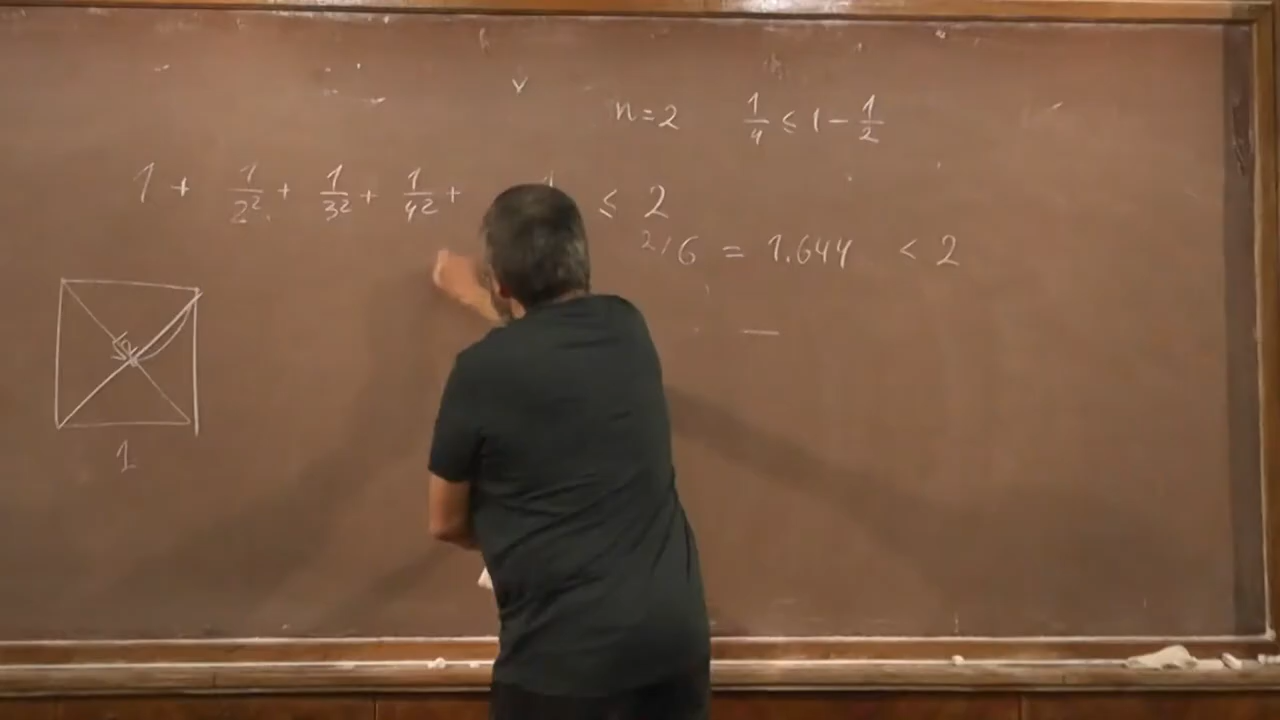 n=2 1/4 ≤ 1 - 1/2
1 + 1/2² + 1/3² + 1/4² + ≤ 2
²/6 = 1.644 < 2
√2
1